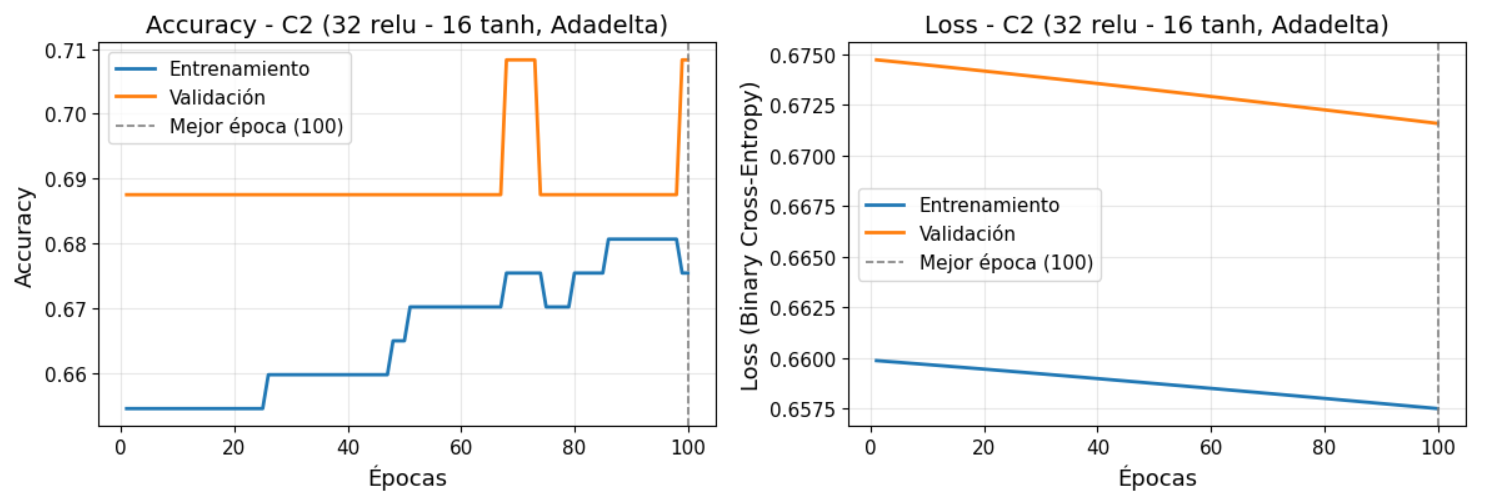 Accuracy - C2 (32 relu - 16 tanh, Adadelta)
Accuracy
0.71
0.70
0.69
0.68
0.67
0.66
Entrenamiento
Validación
Mejor época (100)
0 20 40 60 80 100
Épocas
Loss - C2 (32 relu - 16 tanh, Adadelta)
Loss (Binary Cross-Entropy)
0.6750
0.6725
0.6700
0.6675
0.6650
0.6625
0.6600
0.6575
Entrenamiento
Validación
Mejor época (100)
0 20 40 60 80 100
Épocas